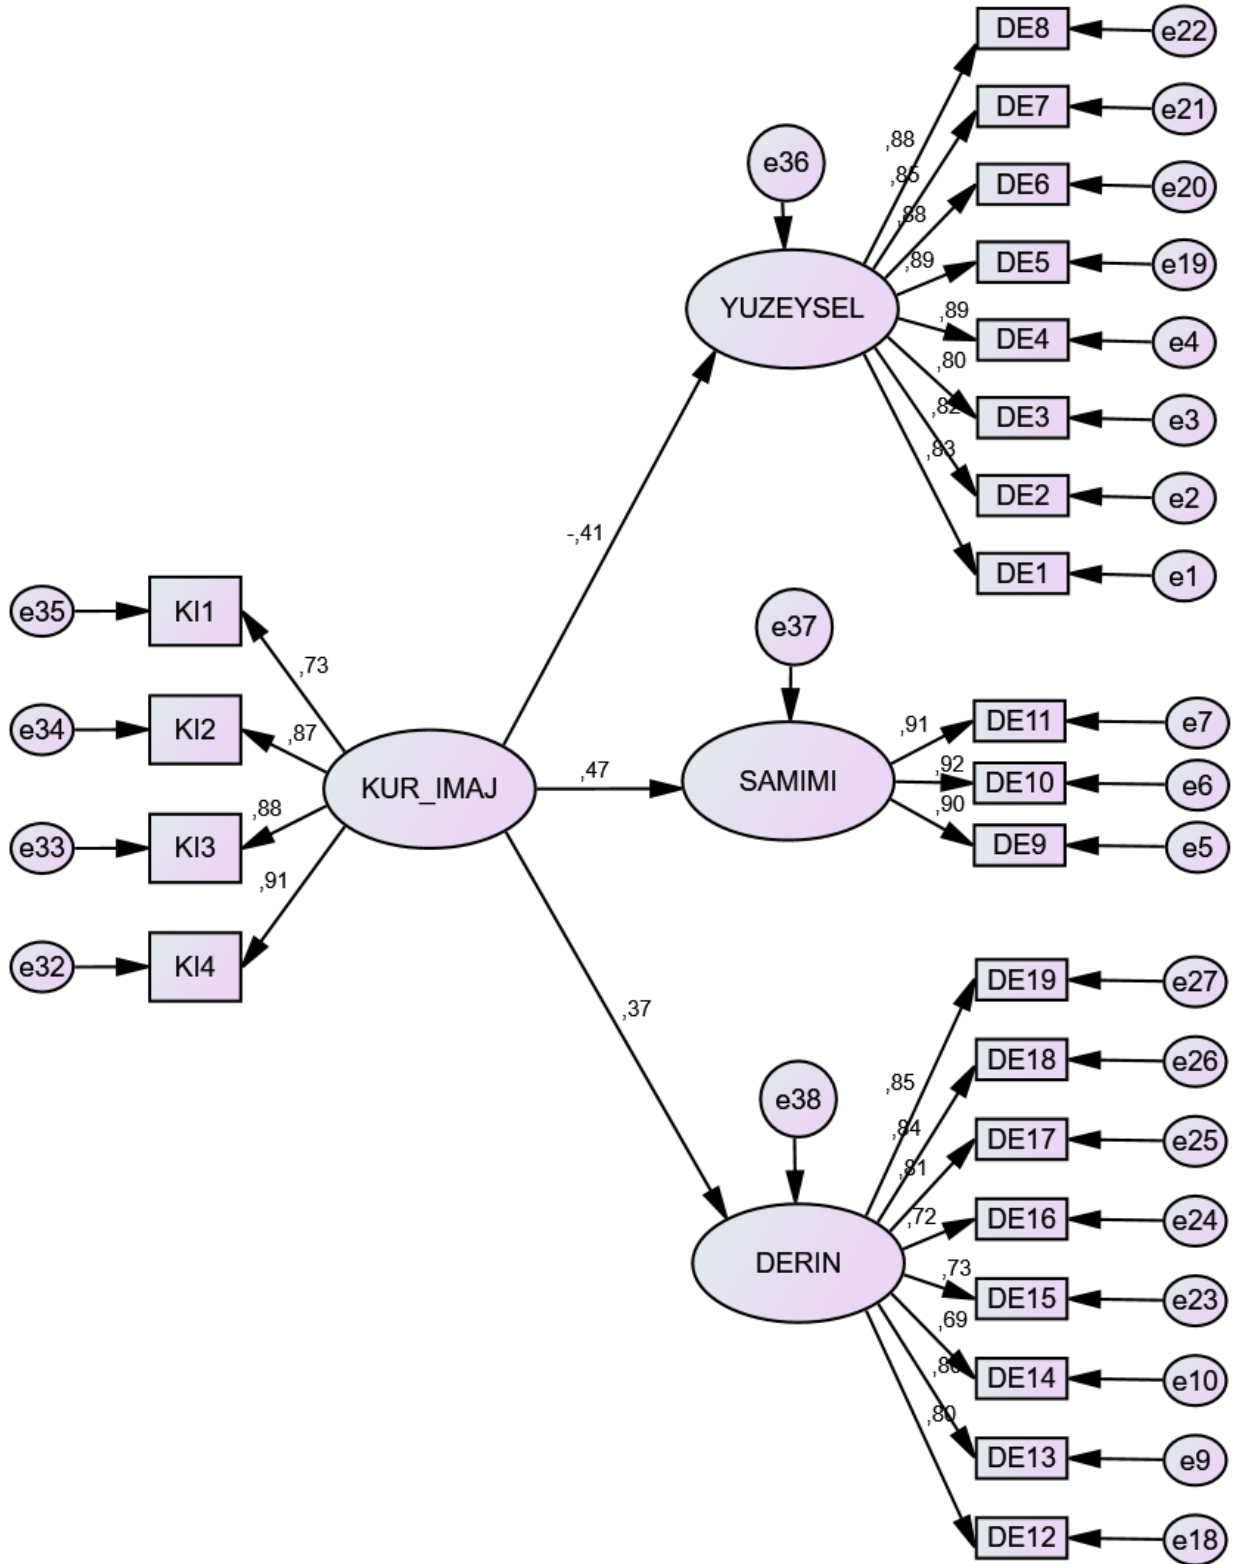 DE8
e22
DE7
e21
e36
,88
,85
DE6
e20
,88
,89
DE5
e19
YUZEYSEL
,89
DE4
e4
,80
DE3
e3
,82
,83
DE2
e2
-,41
DE1
e1
e35
KI1
e37
,73
e34
KI2
,87
,91
DE11
e7
KUR_IMAJ
,47
SAMIMI
,92
DE10
e6
,90
,88
e33
KI3
DE9
e5
,91
e32
KI4
DE19
e27
,37
DE18
e26
e38
,85
,84
DE17
e25
,81
,72
DE16
e24
DERIN
,73
DE15
e23
,69
DE14
e10
,80
DE13
e9
DE12
e18